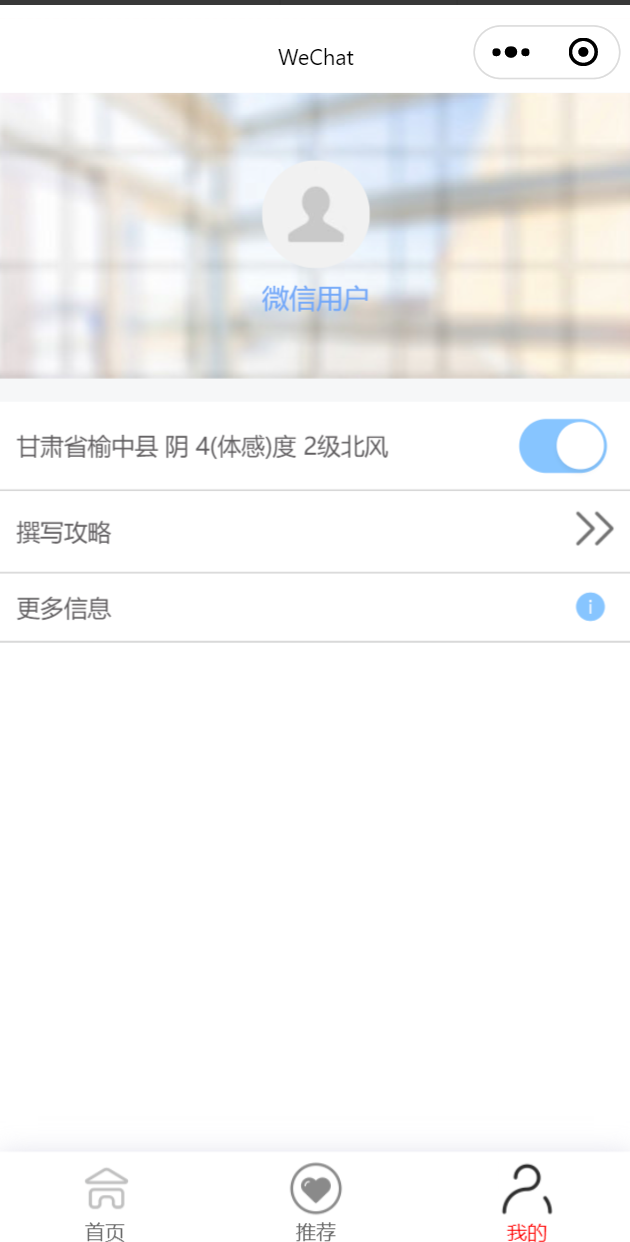 WeChat
微信用户
甘肃省榆中县 阴 4(体感)度 2级北风
撰写攻略
更多信息
首页
推荐
我的